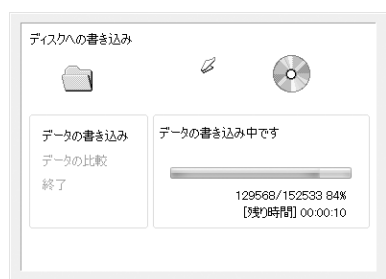 ディスクへの書き込み
データの書き込み
データの比較
終了
データの書き込み中です
129568/152533 84%
[残り時間] 00:00:10